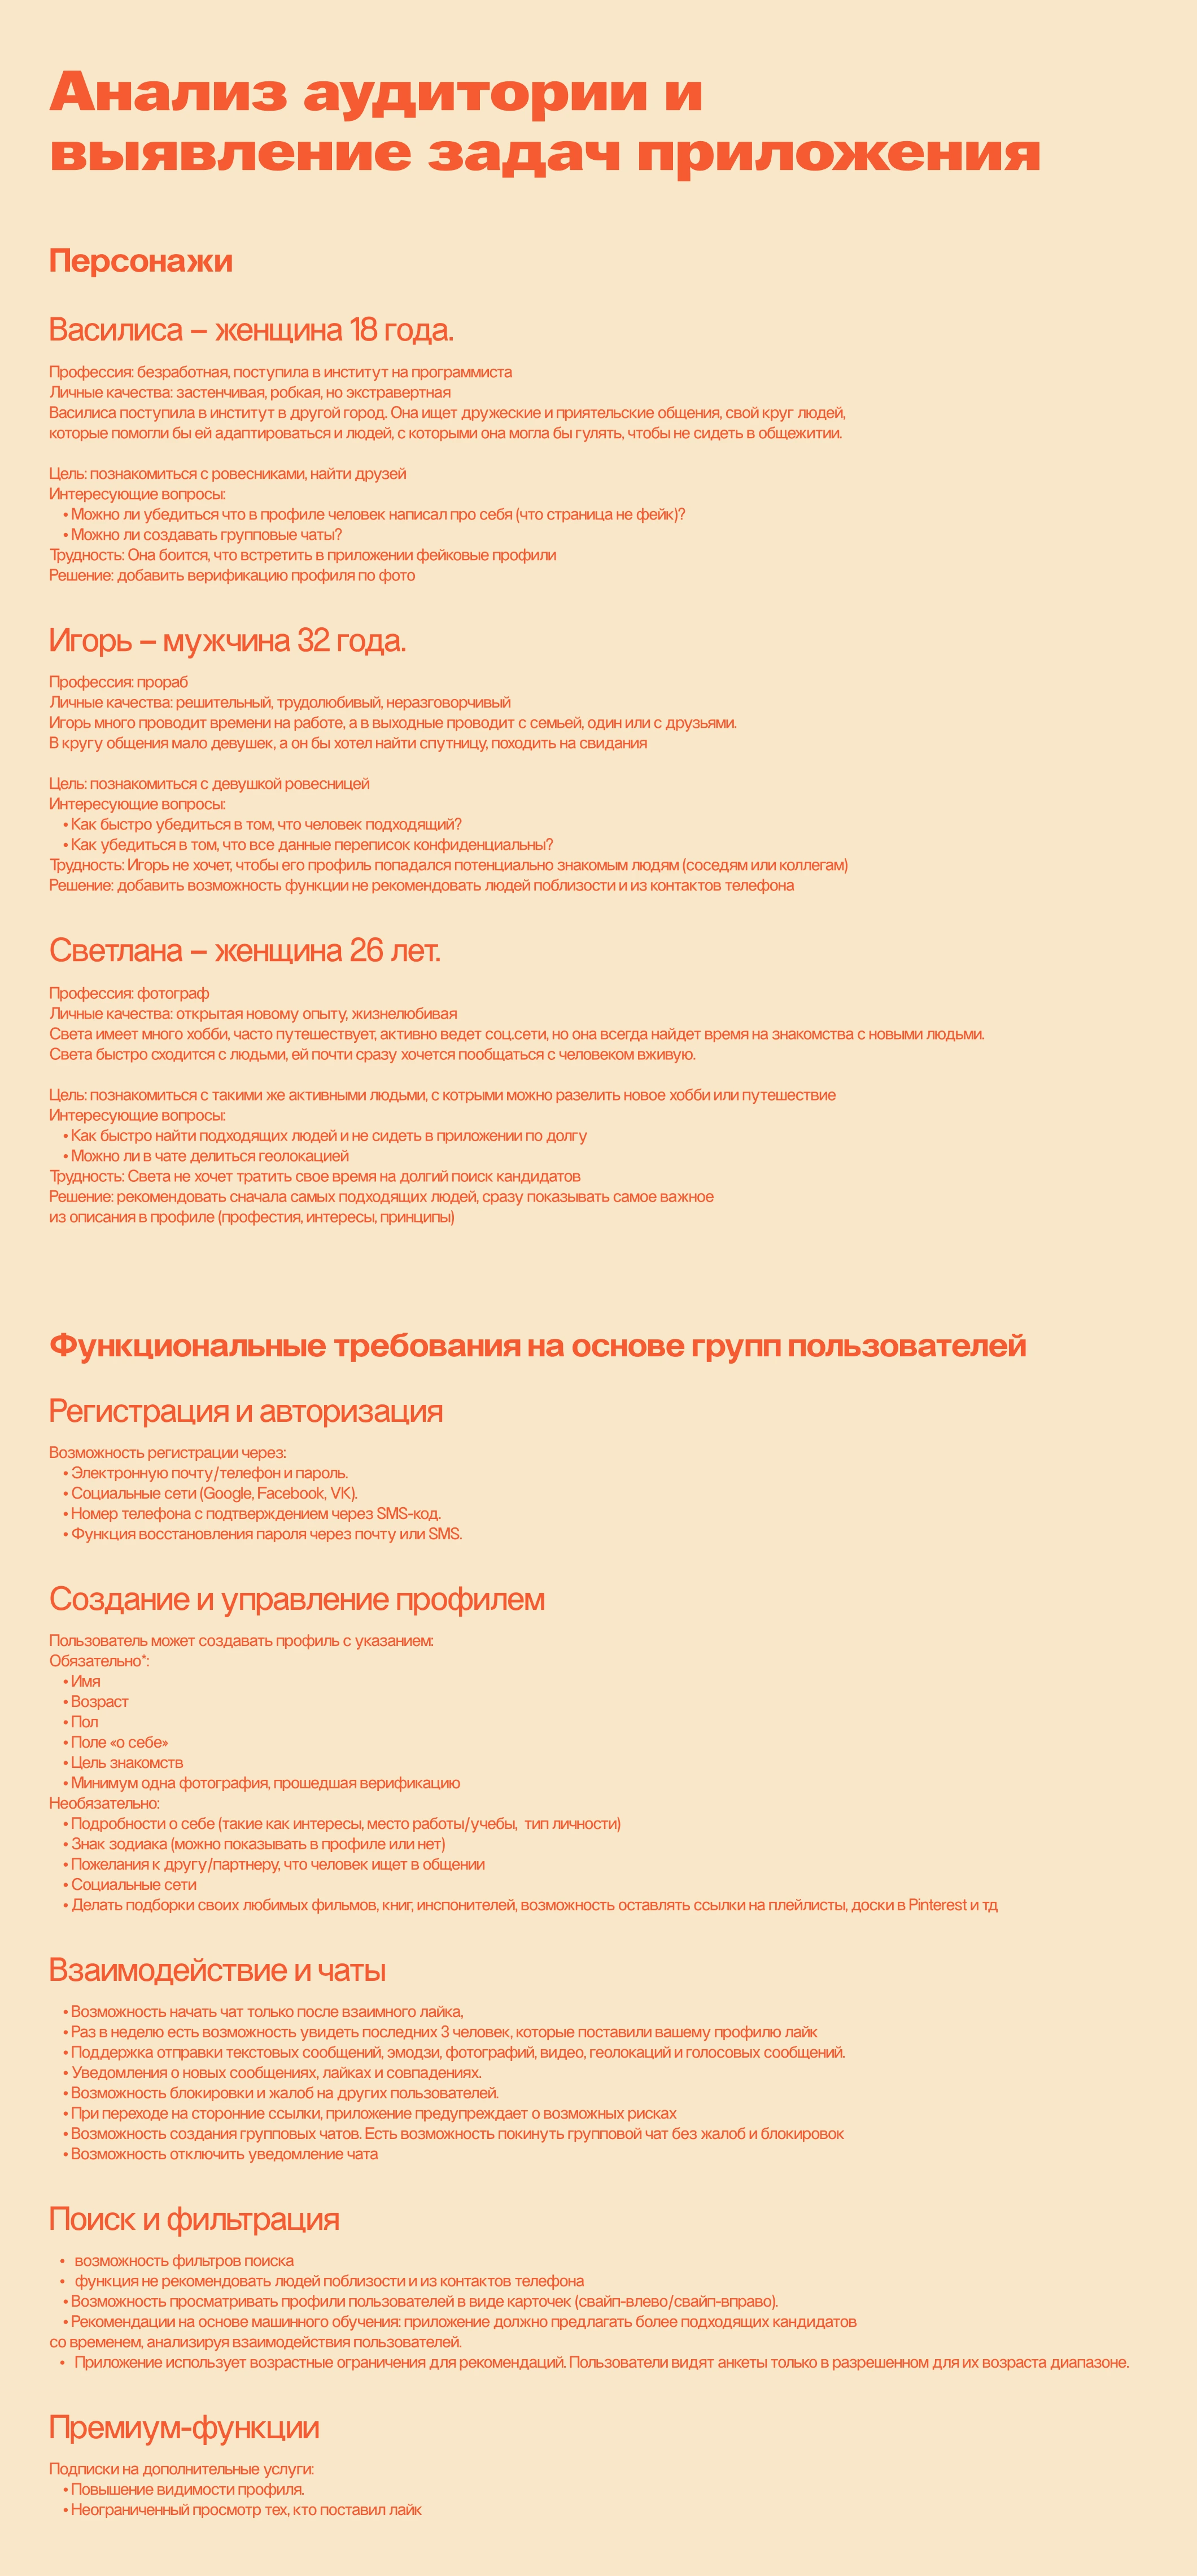 Анализ аудитории и
выявление задач приложения
Персонажи
Василиса – женщина 18 года.
Профессия: безработная, поступила в институт на программиста
Личные качества: застенчивая, робкая, но экстравертная
Василиса поступила в институт в другой город. Она ищет дружеские и приятельские общения, свой круг людей,
которые помогли бы ей адаптироваться и людей, с которыми она могла бы гулять, чтобы не сидеть в общежитии.
Цель: познакомиться с ровесниками, найти друзей
Интересующие вопросы:
• Можно ли убедиться что в профиле человек написал про себя (что страница не фейк)?
• Можно ли создавать групповые чаты?
Трудность: Она боится, что встретить в приложении фейковые профили
Решение: добавить верификацию профиля по фото
Игорь – мужчина 32 года.
Профессия: прораб
Личные качества: решительный, трудолюбивый, неразговорчивый
Игорь много проводит времени на работе, а в выходные проводит с семьей, один или с друзьями.
В кругу общения мало девушек, а он бы хотел найти спутницу, походить на свидания
Цель: познакомиться с девушкой ровесницей
Интересующие вопросы:
• Как быстро убедиться в том, что человек подходящий?
• Как убедиться в том, что все данные переписок конфиденциальны?
Трудность: Игорь не хочет, чтобы его профиль попадался потенциально знакомым людям (соседям или коллегам)
Решение: добавить возможность функции не рекомендовать людей поблизости и из контактов телефона
Светлана – женщина 26 лет.
Профессия: фотограф
Личные качества: открытая новому опыту, жизнелюбивая
Света имеет много хобби, часто путешествует, активно ведет соц.сети, но она всегда найдет время на знакомства с новыми людьми.
Света быстро сходится с людьми, ей почти сразу хочется пообщаться с человеком вживую.
Цель: познакомиться с такими же активными людьми, с котрыми можно разелить новое хобби или путешествие
Интересующие вопросы:
• Как быстро найти подходящих людей и не сидеть в приложении по долгу
• Можно ли в чате делиться геолокацией
Трудность: Света не хочет тратить свое время на долгий поиск кандидатов
Решение: рекомендовать сначала самых подходящих людей, сразу показывать самое важное
из описания в профиле (профестия, интересы, принципы)
Функциональные требования на основе групп пользователей
Регистрация и авторизация
Возможность регистрации через:
• Электронную почту/телефон и пароль.
• Социальные сети (Google, Facebook, VK).
• Номер телефона с подтверждением через SMS-код.
• Функция восстановления пароля через почту или SMS.
Создание и управление профилем
Пользователь может создавать профиль с указанием:
Обязательно*:
• Имя
• Возраст
• Пол
• Поле «о себе»
• Цель знакомств
• Минимум одна фотография, прошедшая верификацию
Необязательно:
• Подробности о себе (такие как интересы, место работы/учебы,  тип личности)
• Знак зодиака (можно показывать в профиле или нет)
• Пожелания к другу/партнеру, что человек ищет в общении
• Социальные сети
• Делать подборки своих любимых фильмов, книг, инспонителей, возможность оставлять ссылки на плейлисты, доски в Pinterest и тд
Взаимодействие и чаты
• Возможность начать чат только после взаимного лайка,
• Раз в неделю есть возможность увидеть последних 3 человек, которые поставили вашему профилю лайк
• Поддержка отправки текстовых сообщений, эмодзи, фотографий, видео, геолокаций и голосовых сообщений.
• Уведомления о новых сообщениях, лайках и совпадениях.
• Возможность блокировки и жалоб на других пользователей.
• При переходе на сторонние ссылки, приложение предупреждает о возможных рисках
• Возможность создания групповых чатов. Есть возможность покинуть групповой чат без жалоб и блокировок
• Возможность отключить уведомление чата
Поиск и фильтрация
• возможность фильтров поиска
• функция не рекомендовать людей поблизости и из контактов телефона
• Возможность просматривать профили пользователей в виде карточек (свайп-влево/свайп-вправо).
• Рекомендации на основе машинного обучения: приложение должно предлагать более подходящих кандидатов
со временем, анализируя взаимодействия пользователей.
• Приложение использует возрастные ограничения для рекомендаций. Пользователи видят анкеты только в разрешенном для их возраста диапазоне.
Премиум-функции
Подписки на дополнительные услуги:
• Повышение видимости профиля.
• Неограниченный просмотр тех, кто поставил лайк